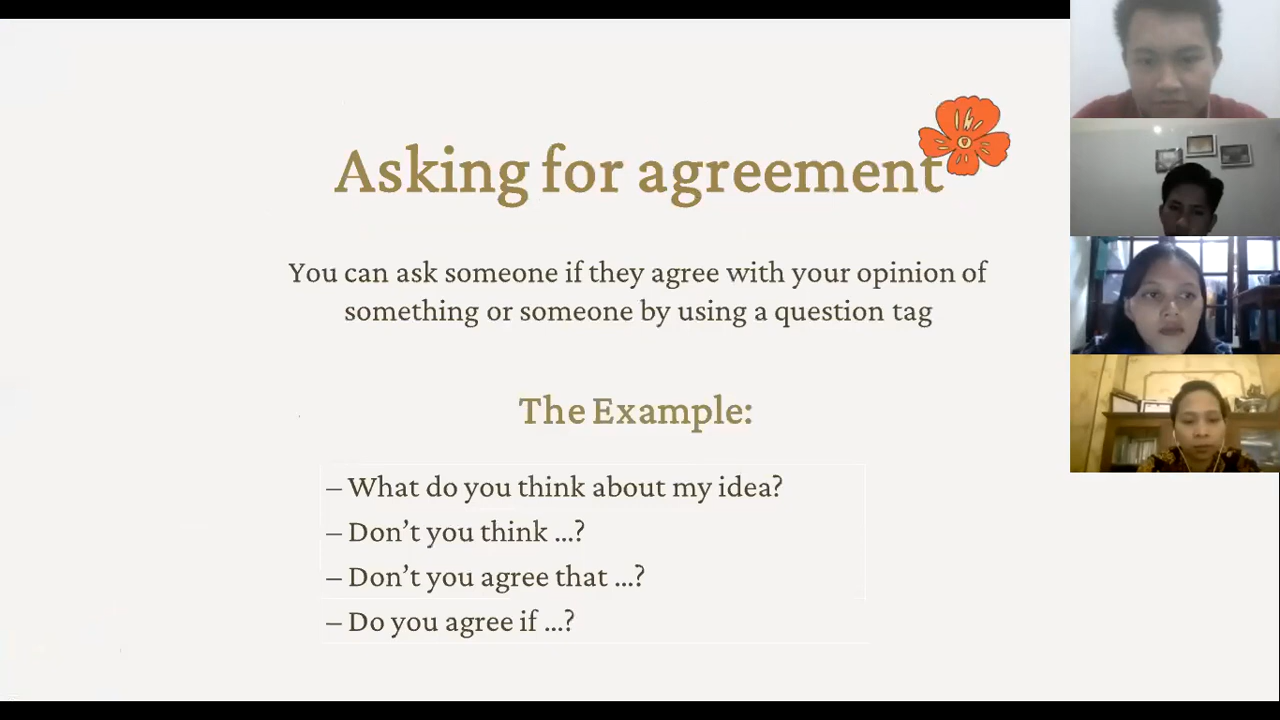 Asking for agreement
You can ask someone if they agree with your opinion of
something or someone by using a question tag
The Example:
– What do you think about my idea?
– Don’t you think ...?
– Don’t you agree that ...?
– Do you agree if ...?